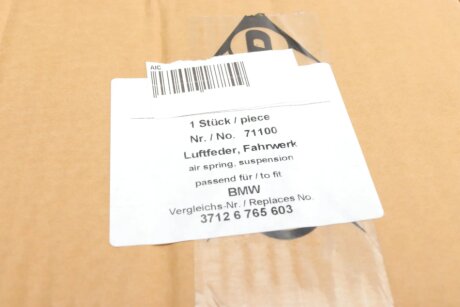 AIC
1 Stück / piece
Nr. / No. 71100
Luftfeder, Fahrwerk
air spring, suspension
passend für / to fit
BMW
Vergleichs-Nr. / Replaces No.
3712 6 765 603